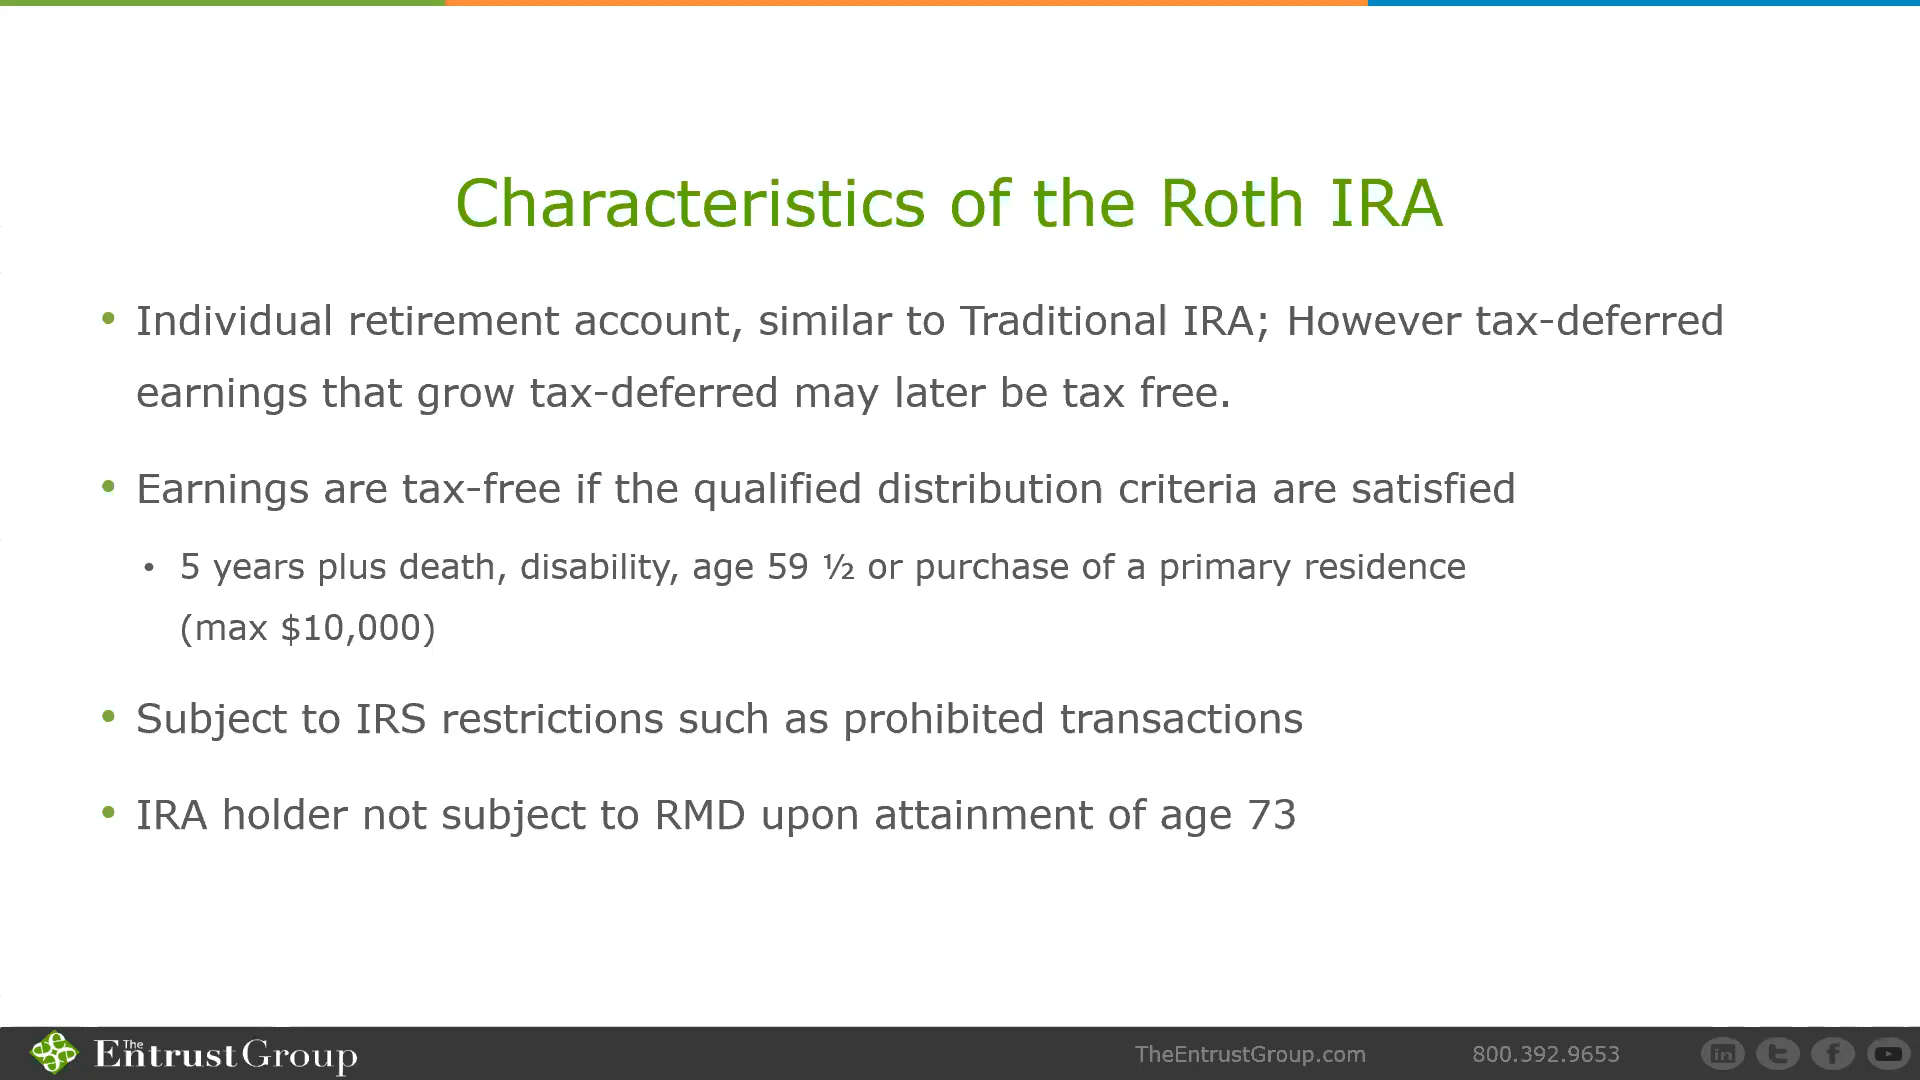 Characteristics of the Roth IRA
• Individual retirement account, similar to Traditional IRA; However tax-deferred
earnings that grow tax-deferred may later be tax free.
• Earnings are tax-free if the qualified distribution criteria are satisfied
• 5 years plus death, disability, age 59 ½ or purchase of a primary residence
(max $10,000)
• Subject to IRS restrictions such as prohibited transactions
• IRA holder not subject to RMD upon attainment of age 73
The EntrustGroup
TheEntrustGroup.com
800.392.9653